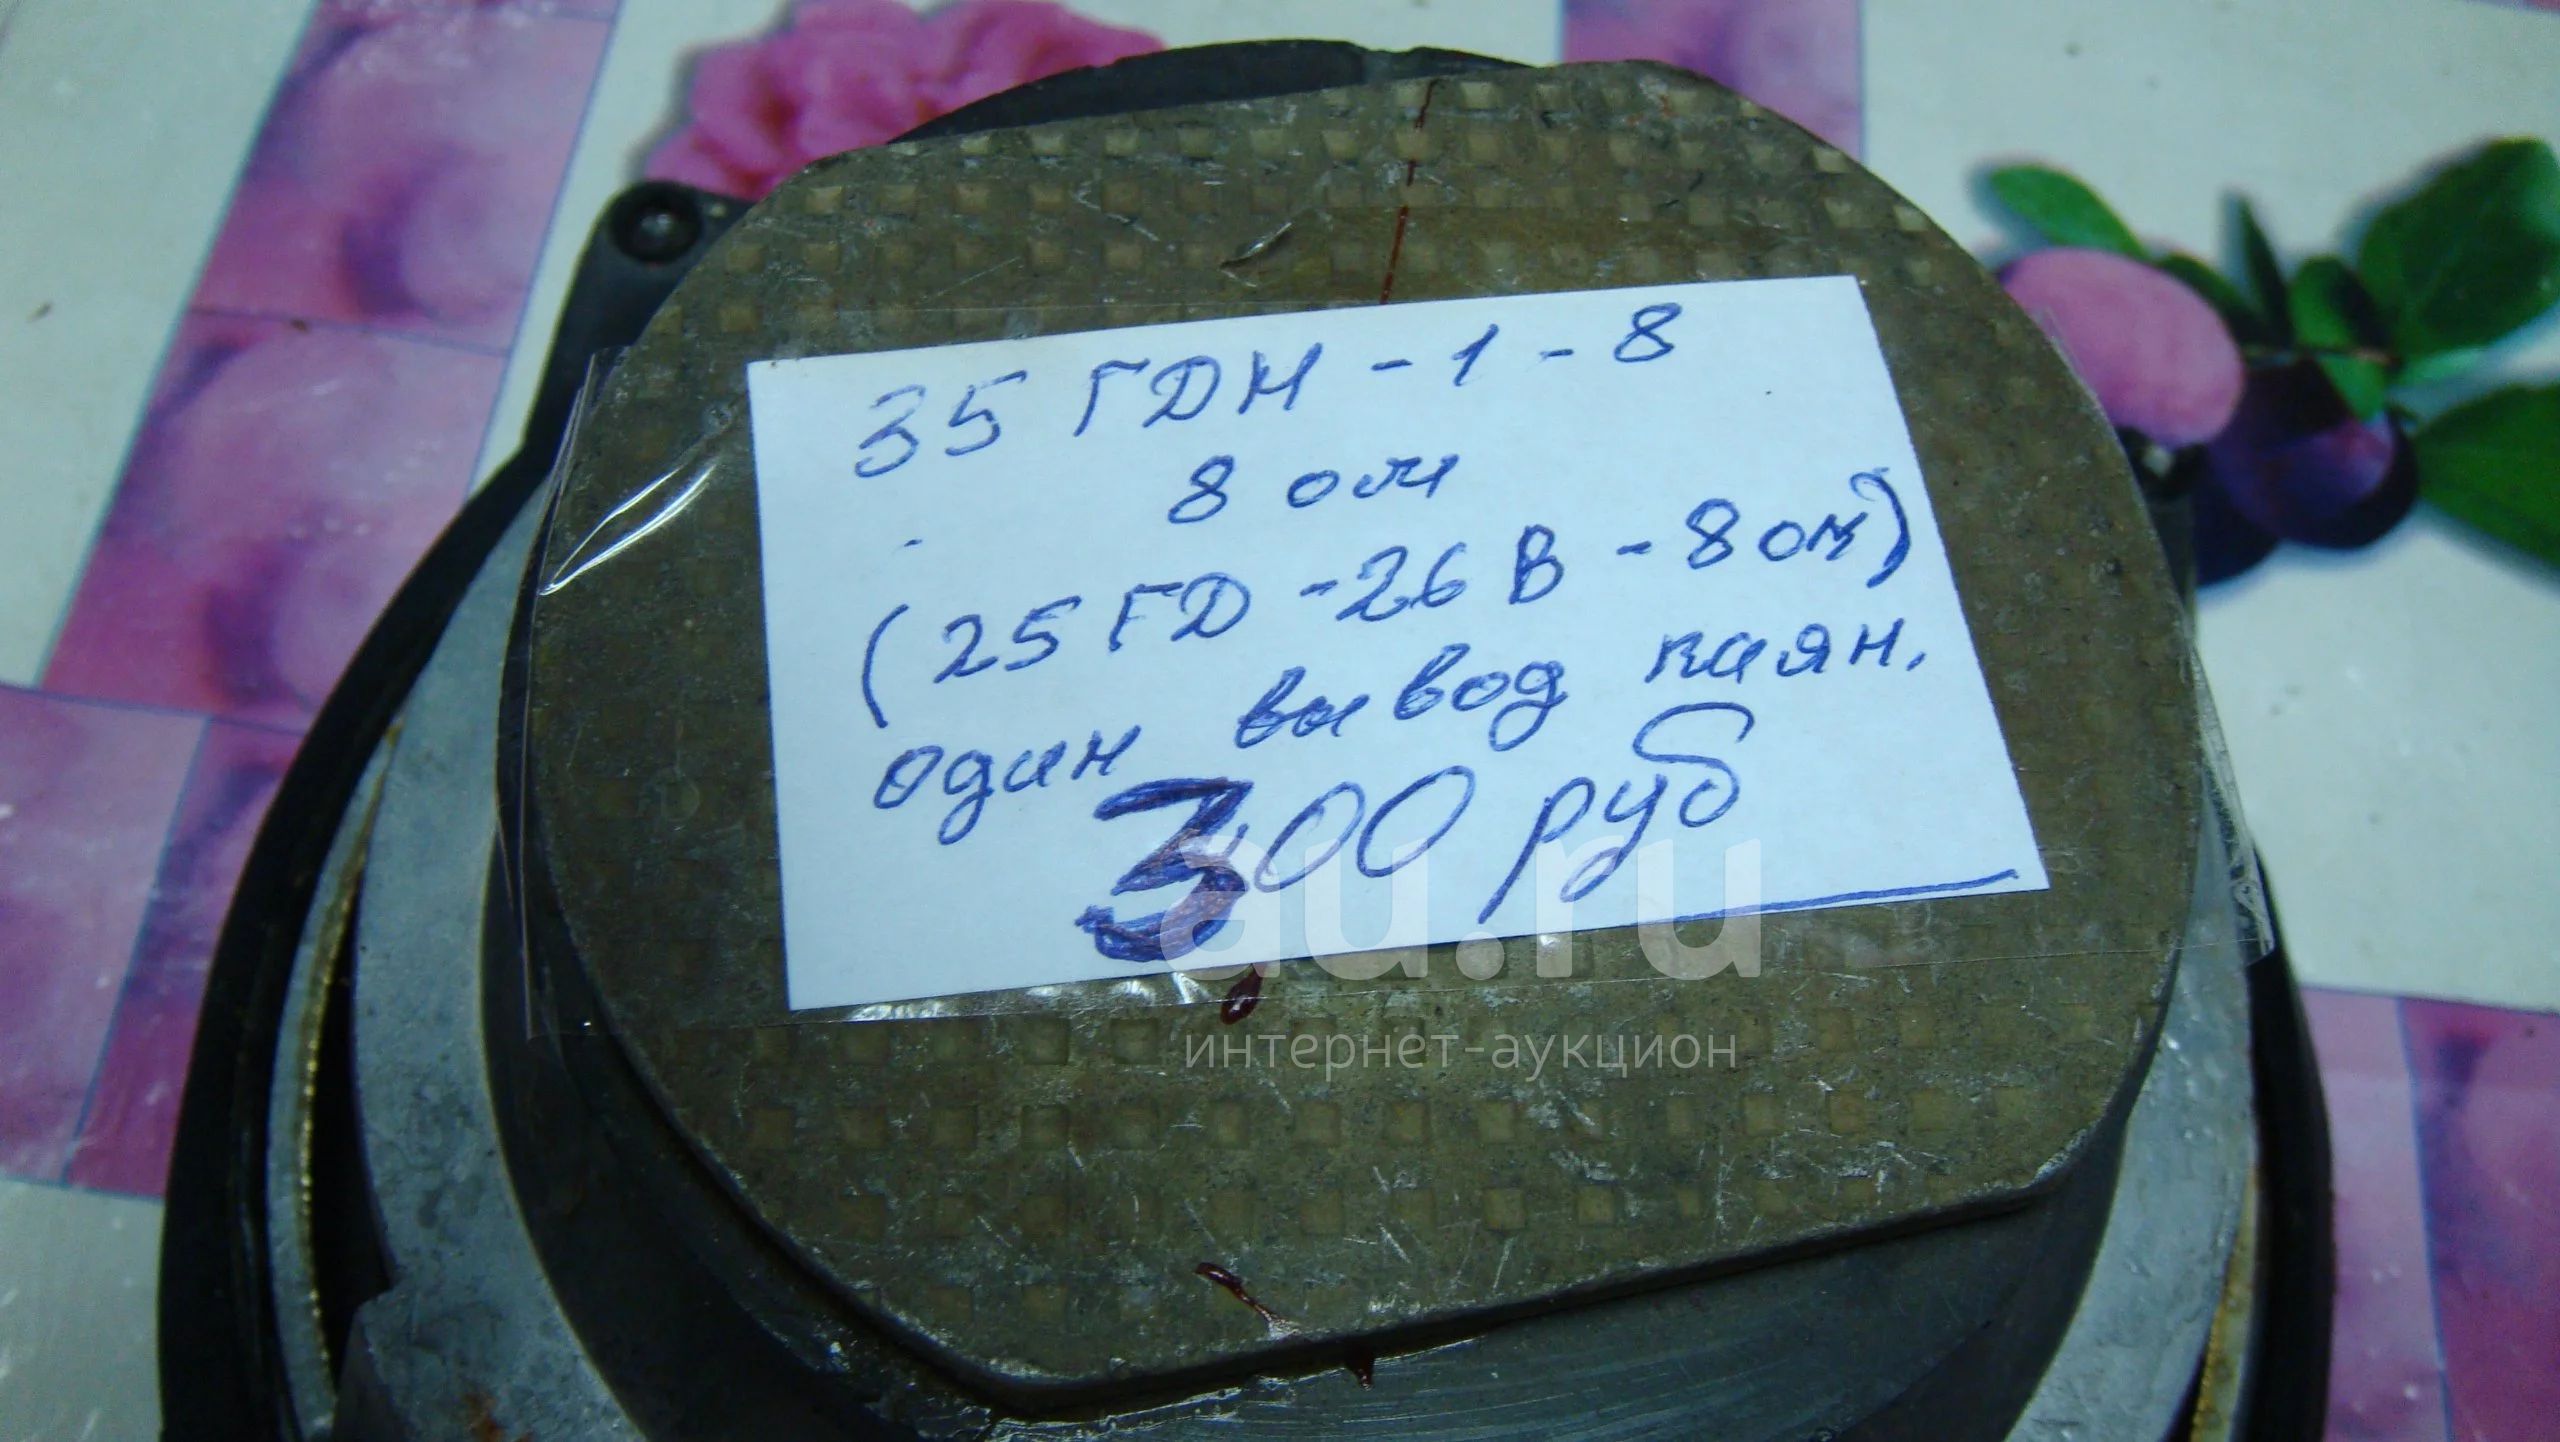 35 ГДН - 1 - 8
8 ом
(25 ГД - 26 В - 8 ом)
один вывод паян.
300 руб
au.ru
интернет-аукцион